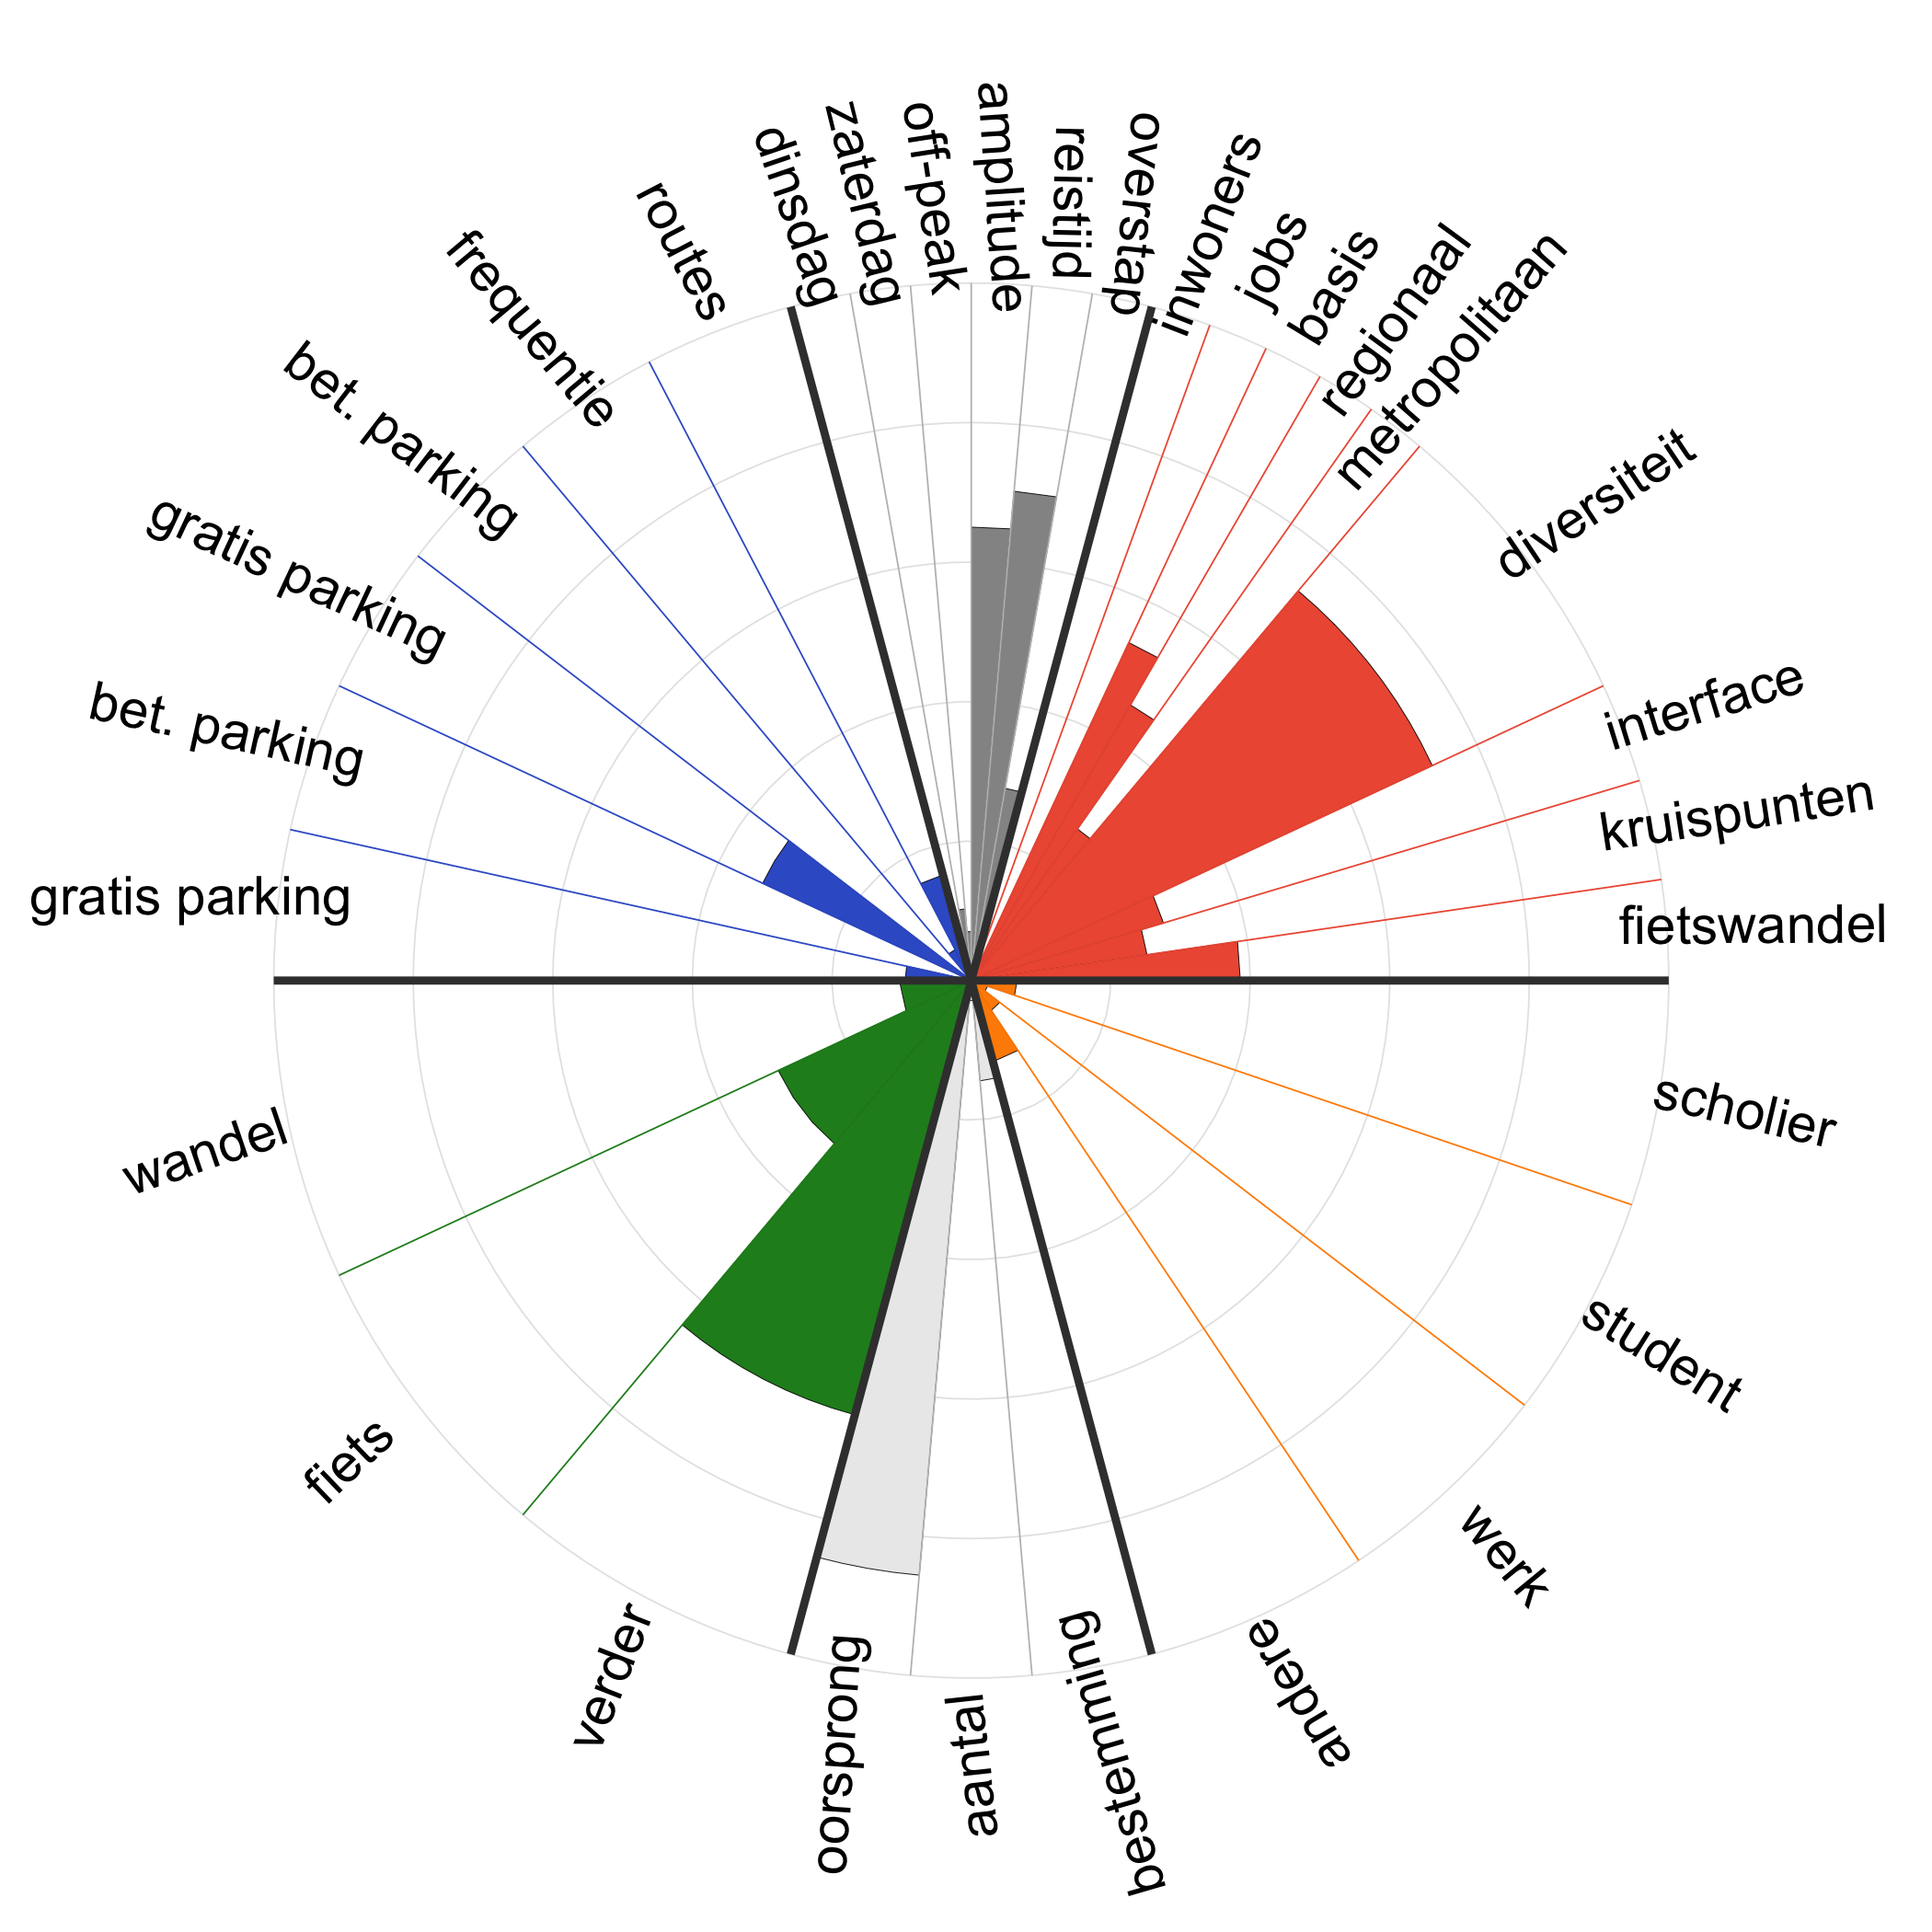 amplitude
reistijd
overstap
inwoners
jobs
basis
regionaal
metropolitaan
diversiteit
interface
kruispunten
fietswandel
scholier
student
werk
andere
bestemming
aantal
oorsprong
verder
fiets
wandel
gratis parking
bet. parking
gratis parking
bet. parking
frequentie
routes
dinsdag
zaterdag
off-peak